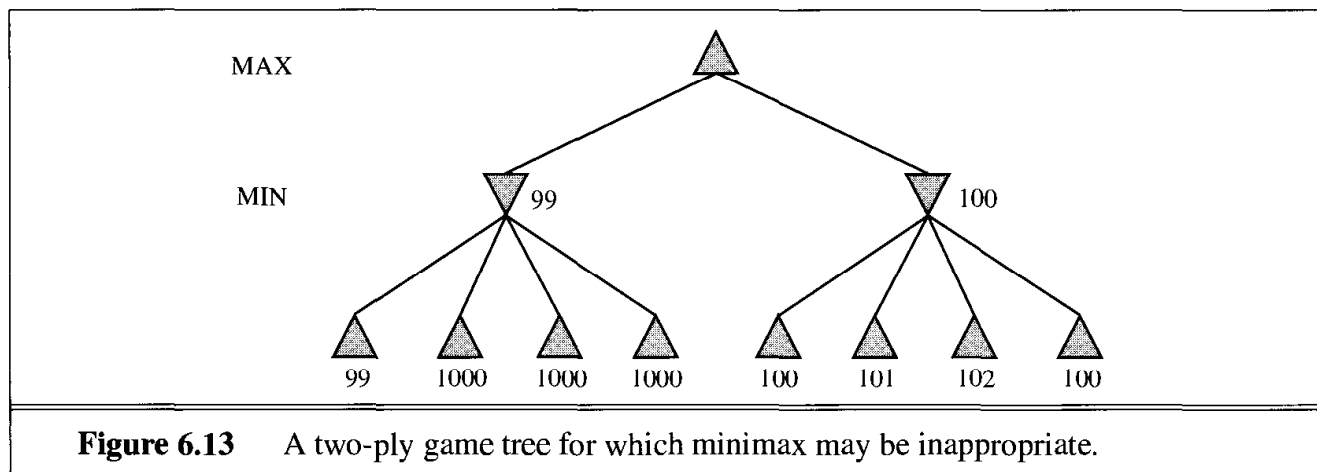 MAX
MIN
99
100
99 1000 1000 1000 100 101 102 100
Figure 6.13 A two-ply game tree for which minimax may be inappropriate.